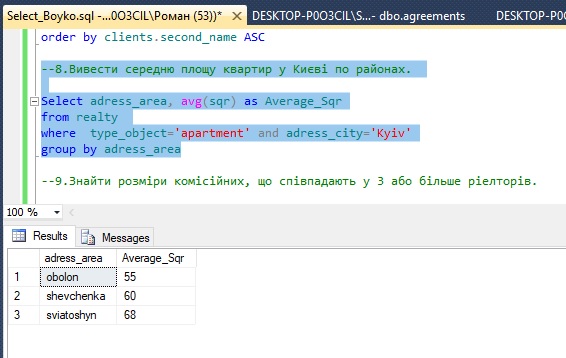 Select_Boyko.sql -...0O3CIL\Роман (53))* DESKTOP-P0O3CIL\S...- dbo.agreements DESKTOP-P0O3CIL
order by clients.second_name ASC
--8.Вивести середню площу квартир у Києві по районах.
Select adress_area, avg(sqr) as Average_Sqr
from realty
where type_object='apartment' and adress_city='Kyiv'
group by adress_area
--9.Знайти розміри комісійних, що співпадають у 3 або більше ріелторів.
100 %
Results Messages
adress_area Average_Sqr
1 obolon 55
2 shevchenka 60
3 sviatoshyn 68